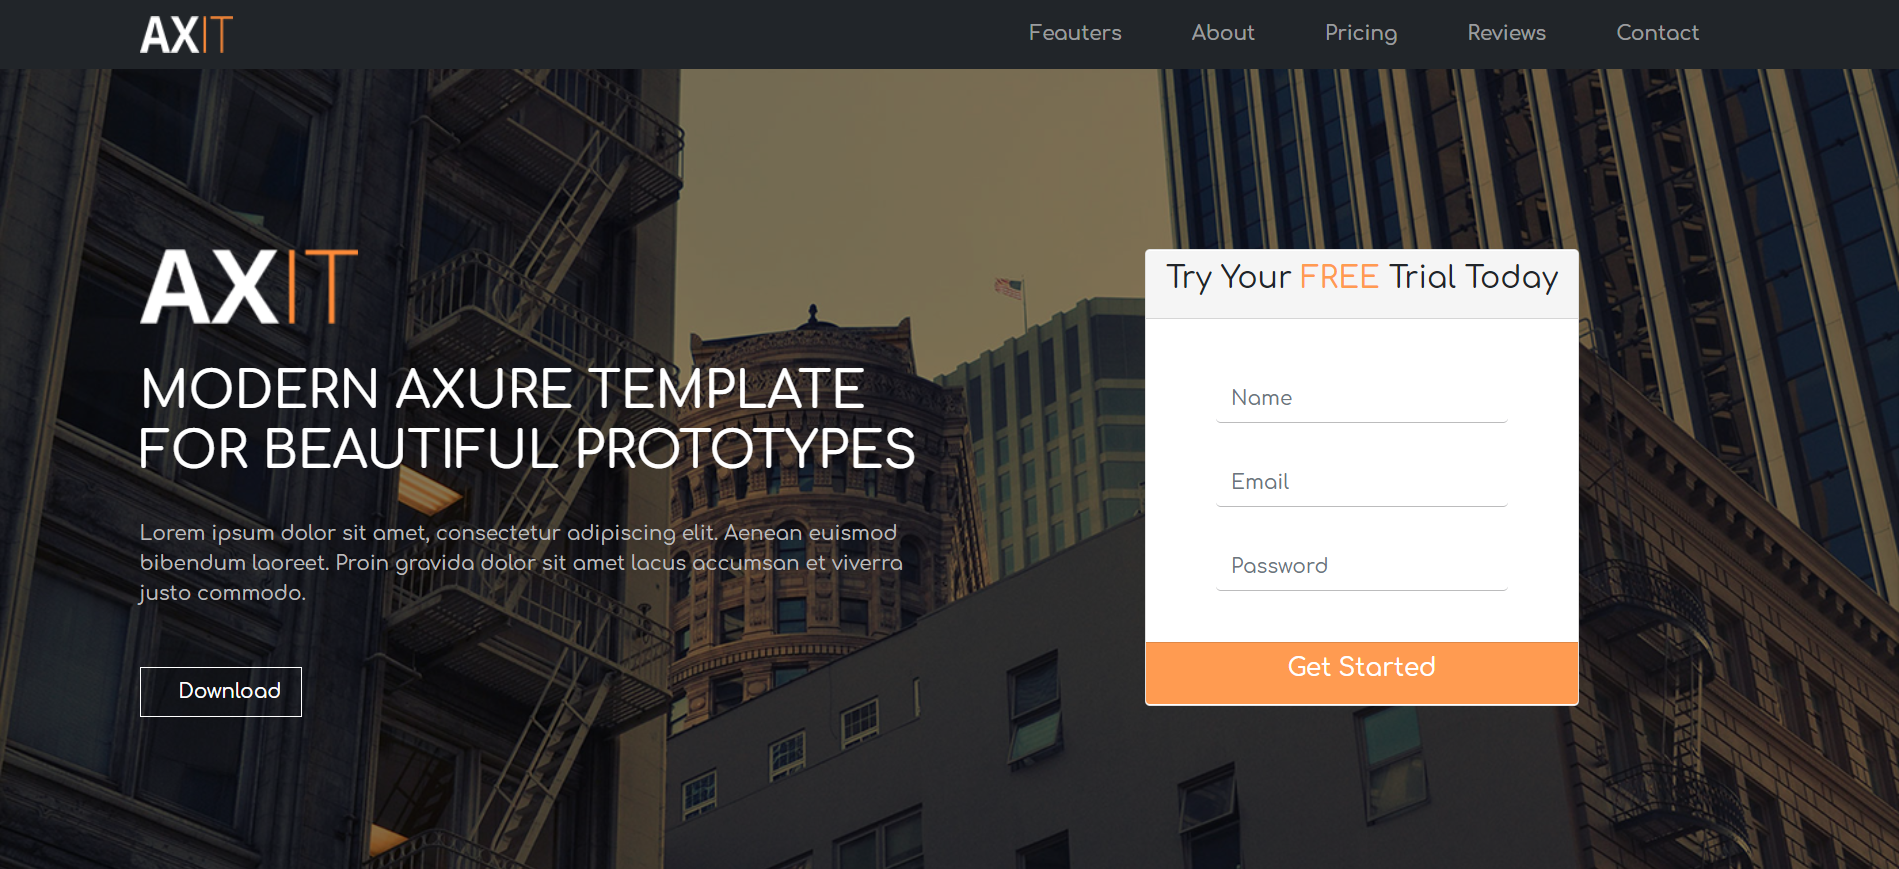 AXIT
Feauters
About
Pricing
Reviews
Contact
AXIT
MODERN AXURE TEMPLATE
FOR BEAUTIFUL PROTOTYPES
Lorem ipsum dolor sit amet, consectetur adipiscing elit. Aenean euismod
bibendum laoreet. Proin gravida dolor sit amet lacus accumsan et viverra
justo commodo.
Download
Try Your FREE Trial Today
Name
Email
Password
Get Started